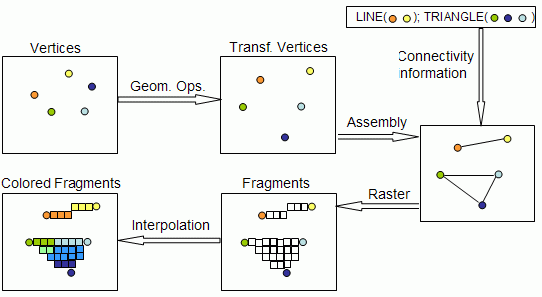 LINE( ); TRIANGLE( )
Vertices
Transf. Vertices
Connectivity
information
Geom. Ops.
Assembly
Colored Fragments
Fragments
Raster
Interpolation